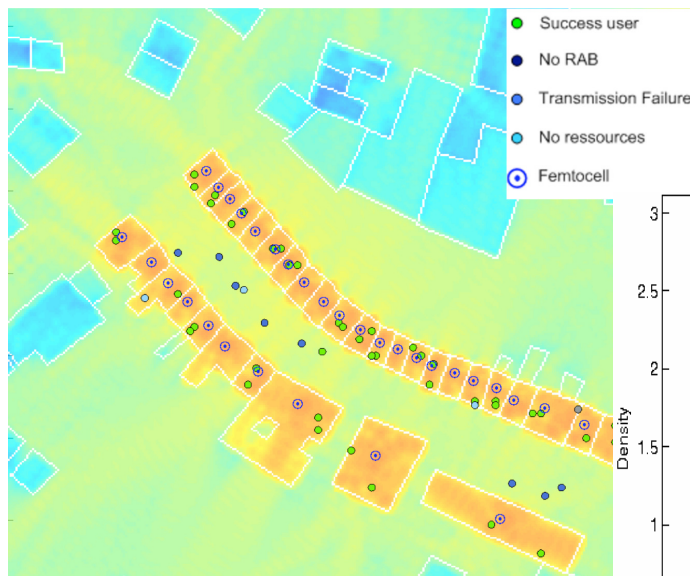 Success user
No RAB
Transmission Failure
No ressources
Femtocell
3
2.5
2
1.5
1
Density